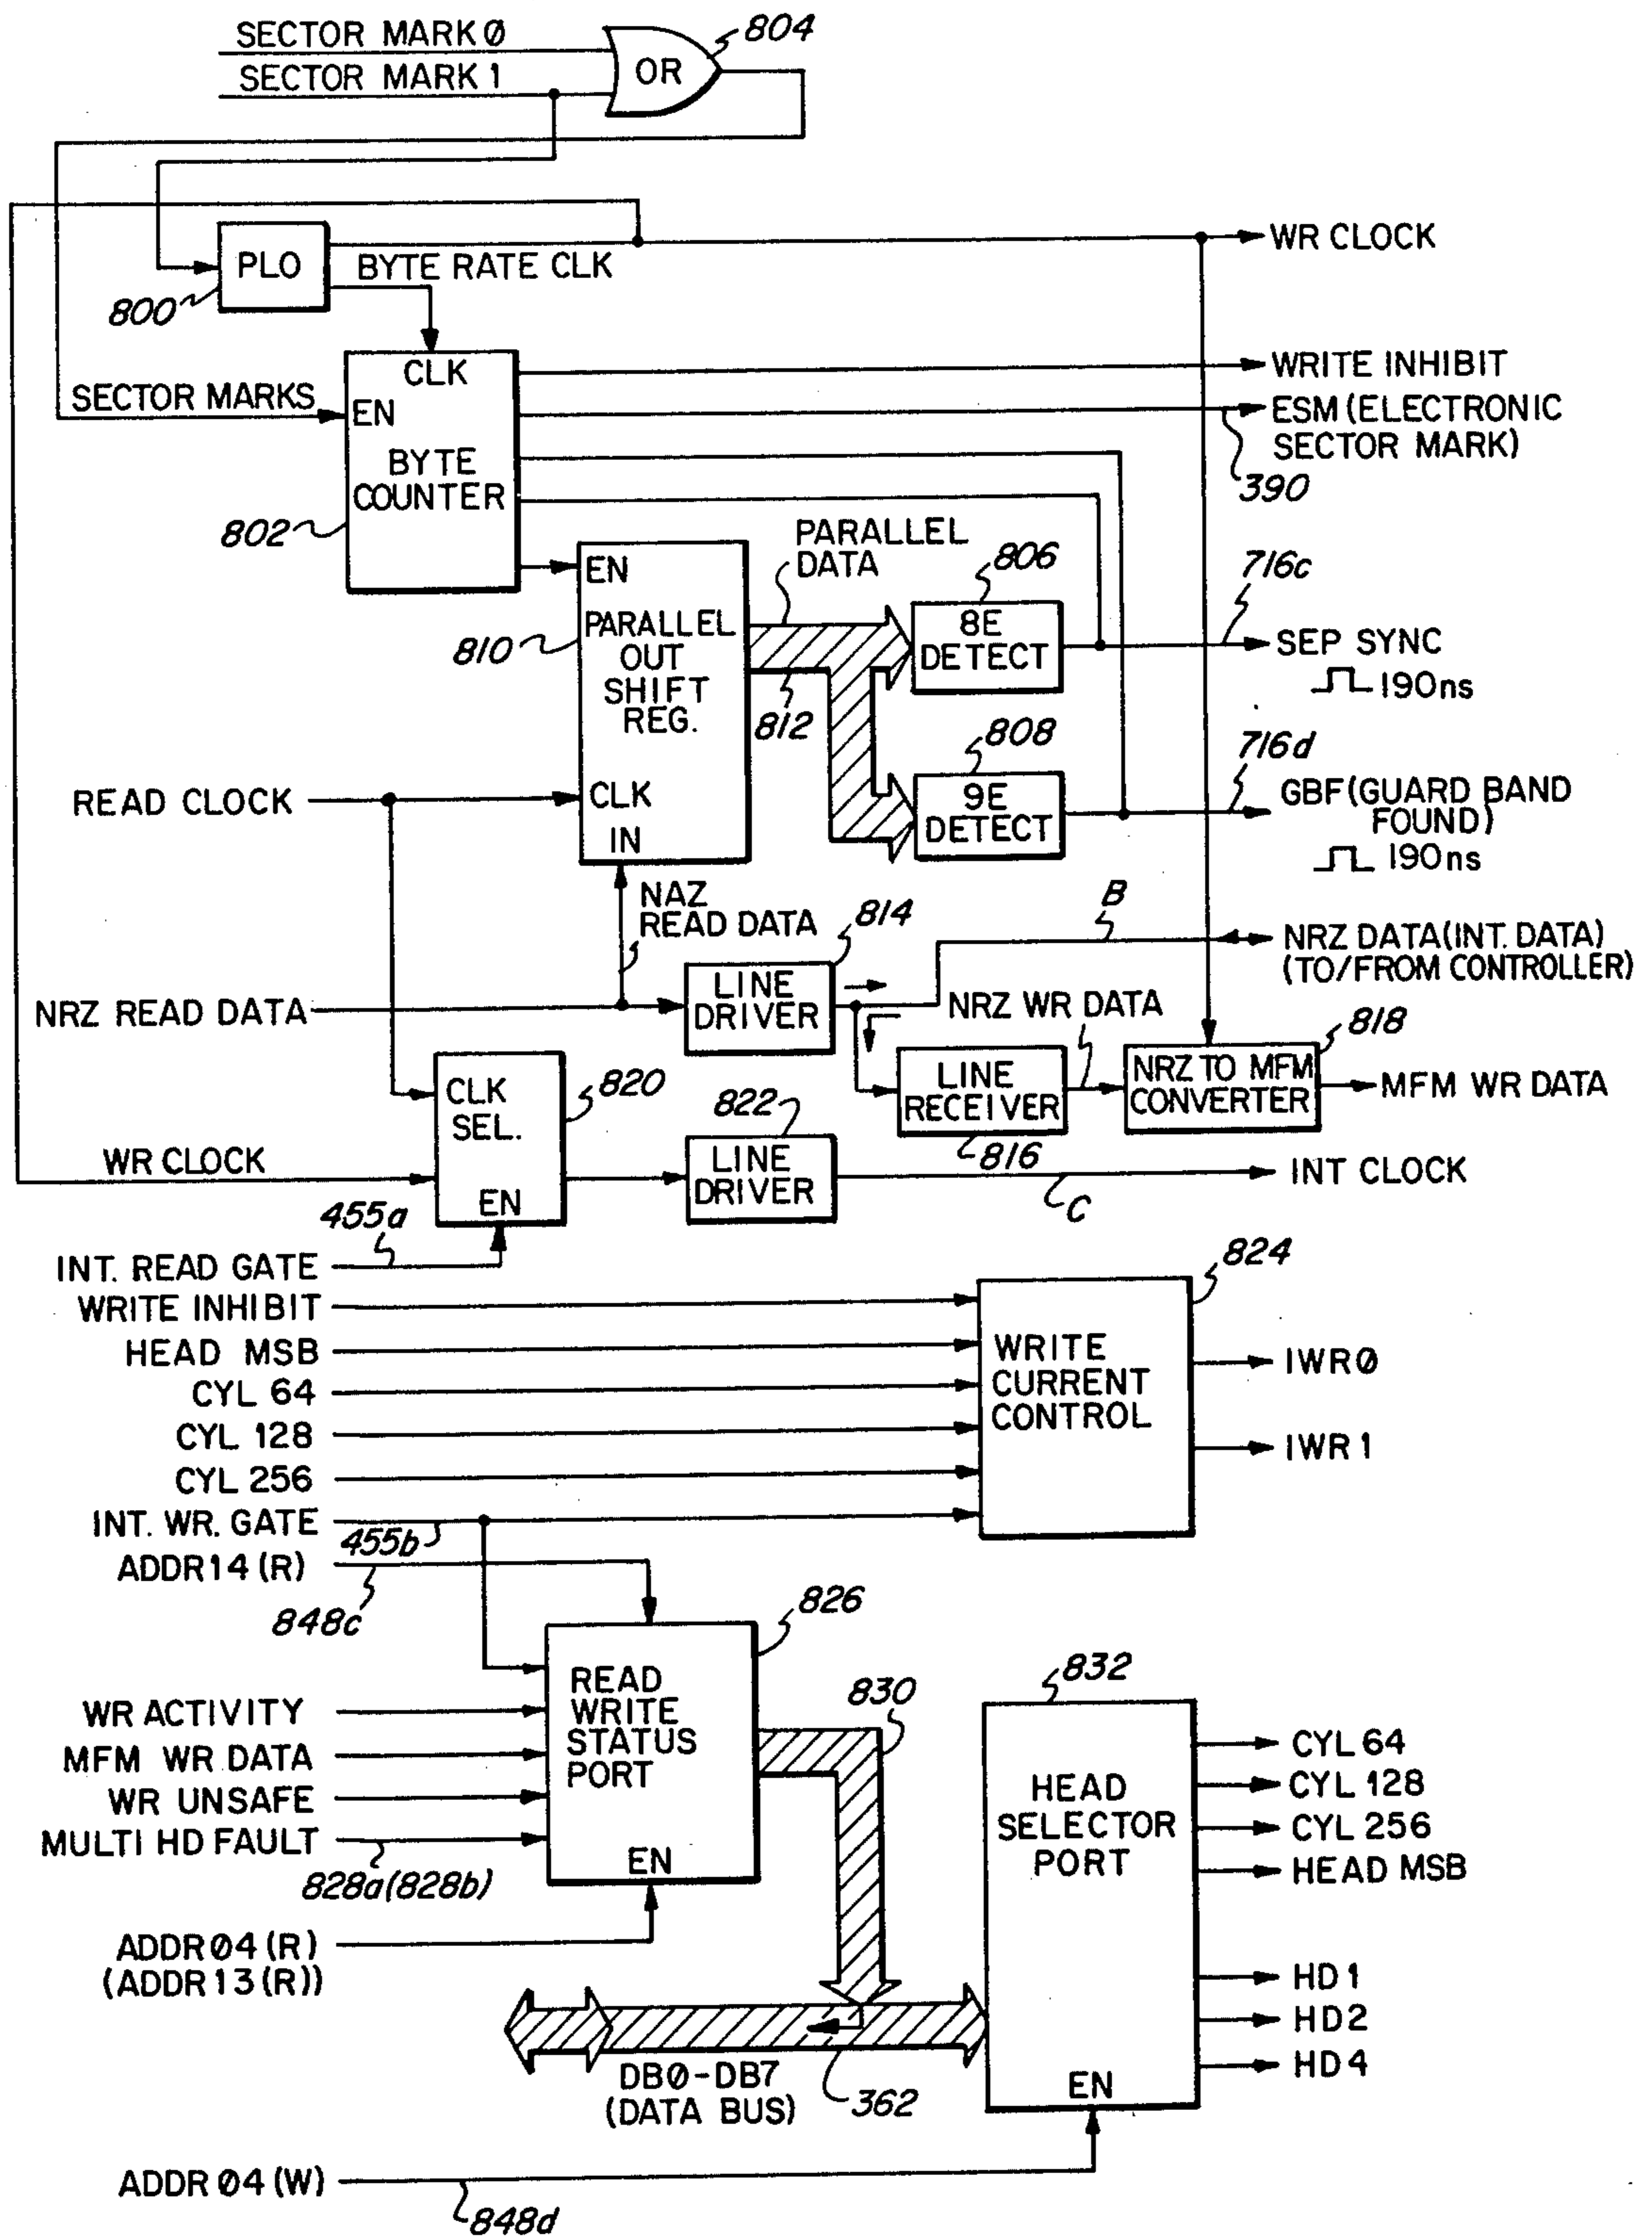 SECTOR MARK 0
SECTOR MARK 1
OR
804
PLO
800
BYTE RATE CLK
WR CLOCK
SECTOR MARKS
CLK
EN
BYTE
COUNTER
802
WRITE INHIBIT
ESM (ELECTRONIC
SECTOR MARK)
390
EN
PARALLEL
OUT
SHIFT
REG.
CLK
IN
810
PARALLEL
DATA
812
806
8E
DETECT
716c
SEP SYNC
190ns
808
9E
DETECT
716d
GBF (GUARD BAND
FOUND)
190ns
READ CLOCK
NAZ
READ DATA
NRZ READ DATA
LINE
DRIVER
814
B
NRZ DATA (INT. DATA)
(TO/FROM CONTROLLER)
NRZ WR DATA
LINE
RECEIVER
816
NRZ TO MFM
CONVERTER
818
MFM WR DATA
CLK
SEL.
EN
820
WR CLOCK
822
LINE
DRIVER
C
INT CLOCK
455a
INT. READ GATE
WRITE INHIBIT
HEAD MSB
CYL 64
CYL 128
CYL 256
INT. WR. GATE
455b
WRITE
CURRENT
CONTROL
824
IWR0
IWR1
ADDR14 (R)
848c
READ
WRITE
STATUS
PORT
EN
826
WR ACTIVITY
MFM WR DATA
WR UNSAFE
MULTI HD FAULT
828a(828b)
ADDR 04 (R)
(ADDR13 (R))
830
DB0-DB7
(DATA BUS)
362
832
HEAD
SELECTOR
PORT
EN
CYL 64
CYL 128
CYL 256
HEAD MSB
HD 1
HD 2
HD 4
ADDR 04 (W)
848d